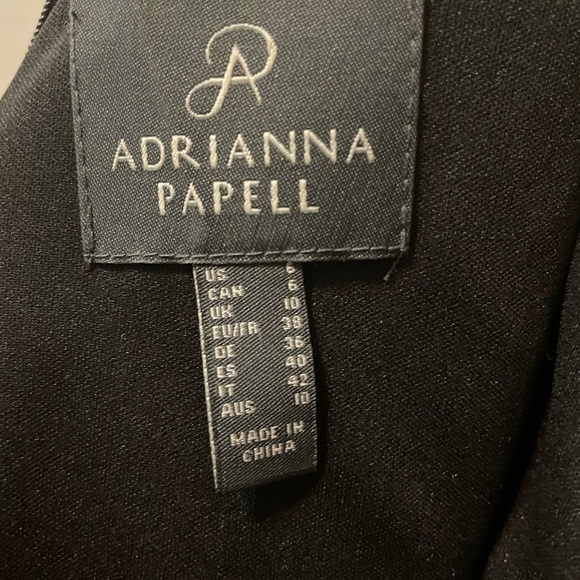 AP
ADRIANNA
PAPELL
US 6
CAN 6
UK 10
EU/FR 38
DE 36
ES 40
IT 42
AUS 10
MADE IN
CHINA